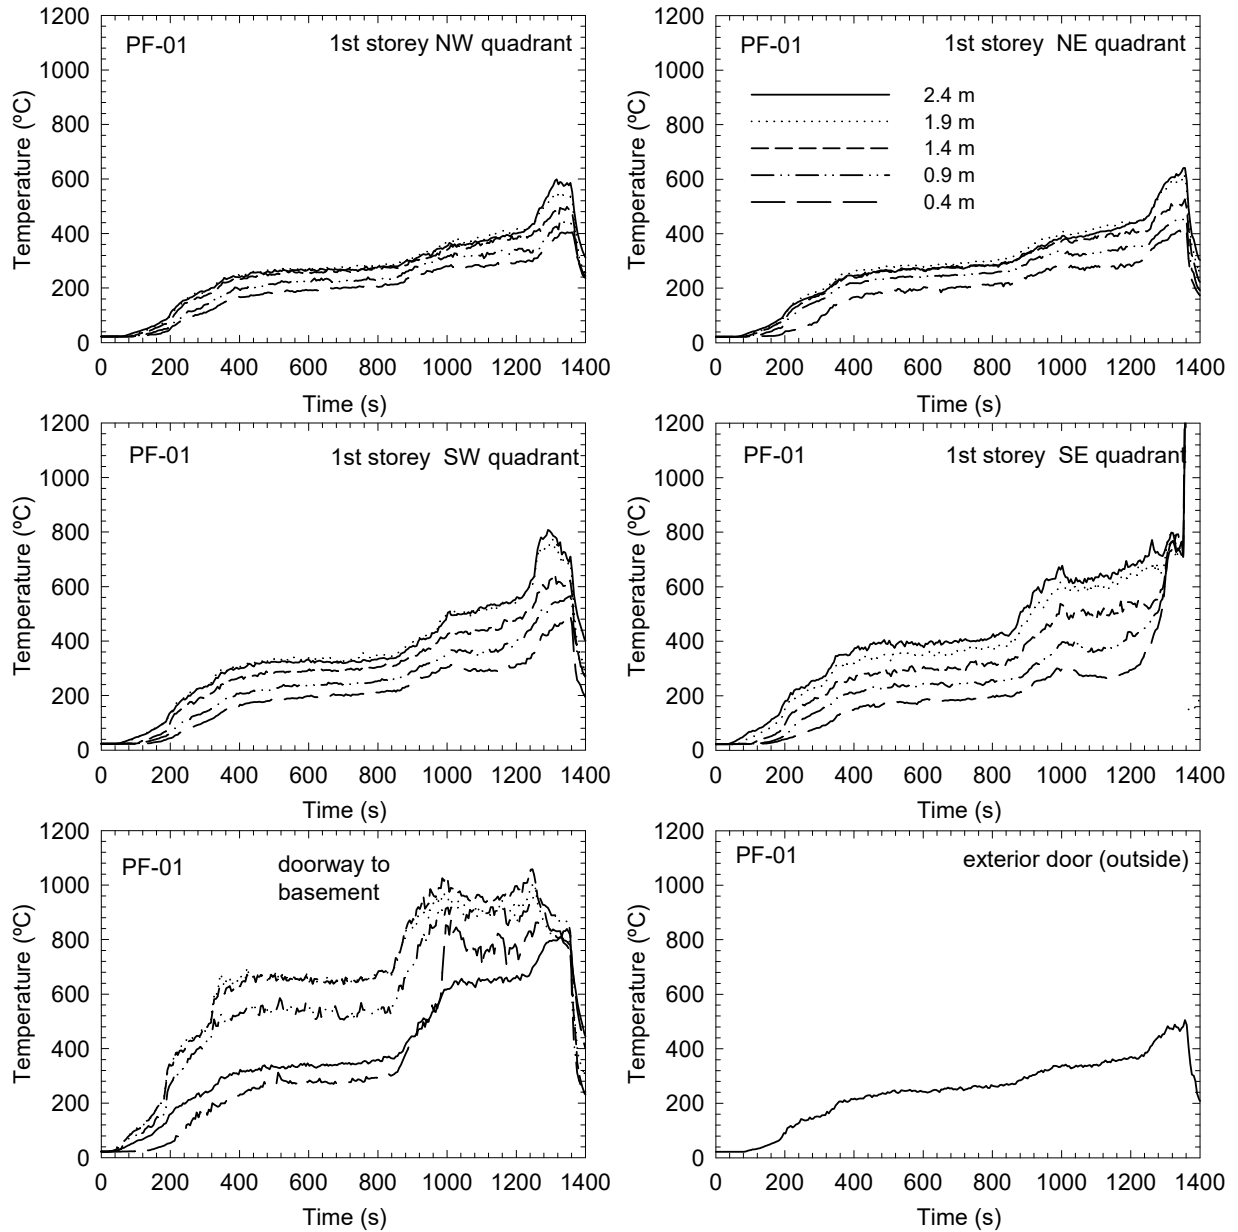 PF-01
1st storey NW quadrant
1200
1000
800
600
400
200
0
Temperature (ºC)
0 200 400 600 800 1000 1200 1400
Time (s)
PF-01
1st storey NE quadrant
2.4 m
1.9 m
1.4 m
0.9 m
0.4 m
1200
1000
800
600
400
200
0
Temperature (ºC)
0 200 400 600 800 1000 1200 1400
Time (s)
PF-01
1st storey SW quadrant
1200
1000
800
600
400
200
0
Temperature (ºC)
0 200 400 600 800 1000 1200 1400
Time (s)
PF-01
1st storey SE quadrant
1200
1000
800
600
400
200
0
Temperature (ºC)
0 200 400 600 800 1000 1200 1400
Time (s)
PF-01
doorway to
basement
1200
1000
800
600
400
200
0
Temperature (ºC)
0 200 400 600 800 1000 1200 1400
Time (s)
PF-01
exterior door (outside)
1200
1000
800
600
400
200
0
Temperature (ºC)
0 200 400 600 800 1000 1200 1400
Time (s)